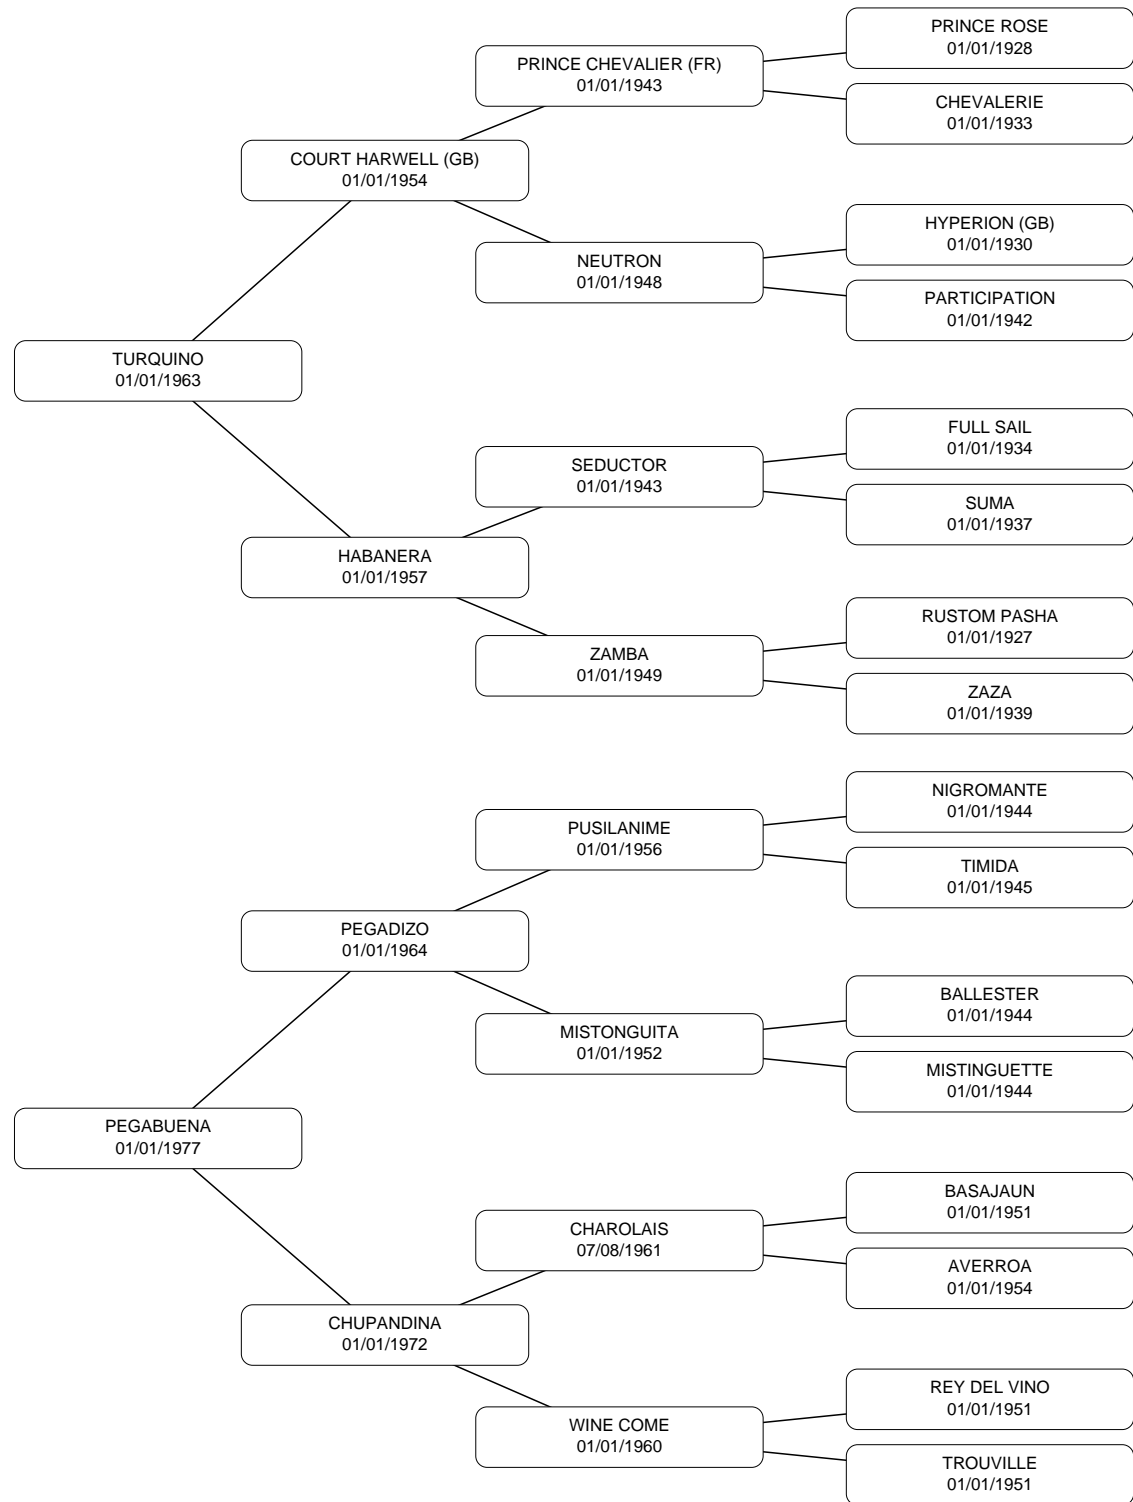 PRINCE ROSE
01/01/1928
PRINCE CHEVALIER (FR)
01/01/1943
CHEVALERIE
01/01/1933
COURT HARWELL (GB)
01/01/1954
HYPERION (GB)
01/01/1930
NEUTRON
01/01/1948
PARTICIPATION
01/01/1942
TURQUINO
01/01/1963
FULL SAIL
01/01/1934
SEDUCTOR
01/01/1943
SUMA
01/01/1937
HABANERA
01/01/1957
RUSTOM PASHA
01/01/1927
ZAMBA
01/01/1949
ZAZA
01/01/1939
NIGROMANTE
01/01/1944
PUSILANIME
01/01/1956
TIMIDA
01/01/1945
PEGADIZO
01/01/1964
BALLESTER
01/01/1944
MISTONGUITA
01/01/1952
MISTINGUETTE
01/01/1944
PEGABUENA
01/01/1977
BASAJAUN
01/01/1951
CHAROLAIS
07/08/1961
AVERROA
01/01/1954
CHUPANDINA
01/01/1972
REY DEL VINO
01/01/1951
WINE COME
01/01/1960
TROUVILLE
01/01/1951